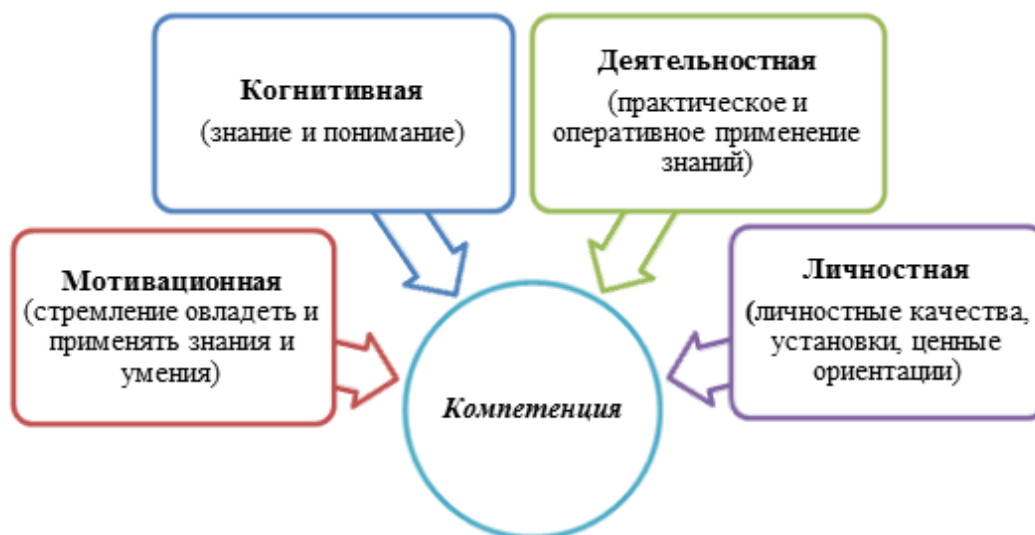 Когнитивная
(знание и понимание)
Деятельностная
(практическое и
оперативное применение
знаний)
Мотивационная
(стремление овладеть и
применять знания и
умения)
Личностная
(личностные качества,
установки, ценные
ориентации)
Компетенция